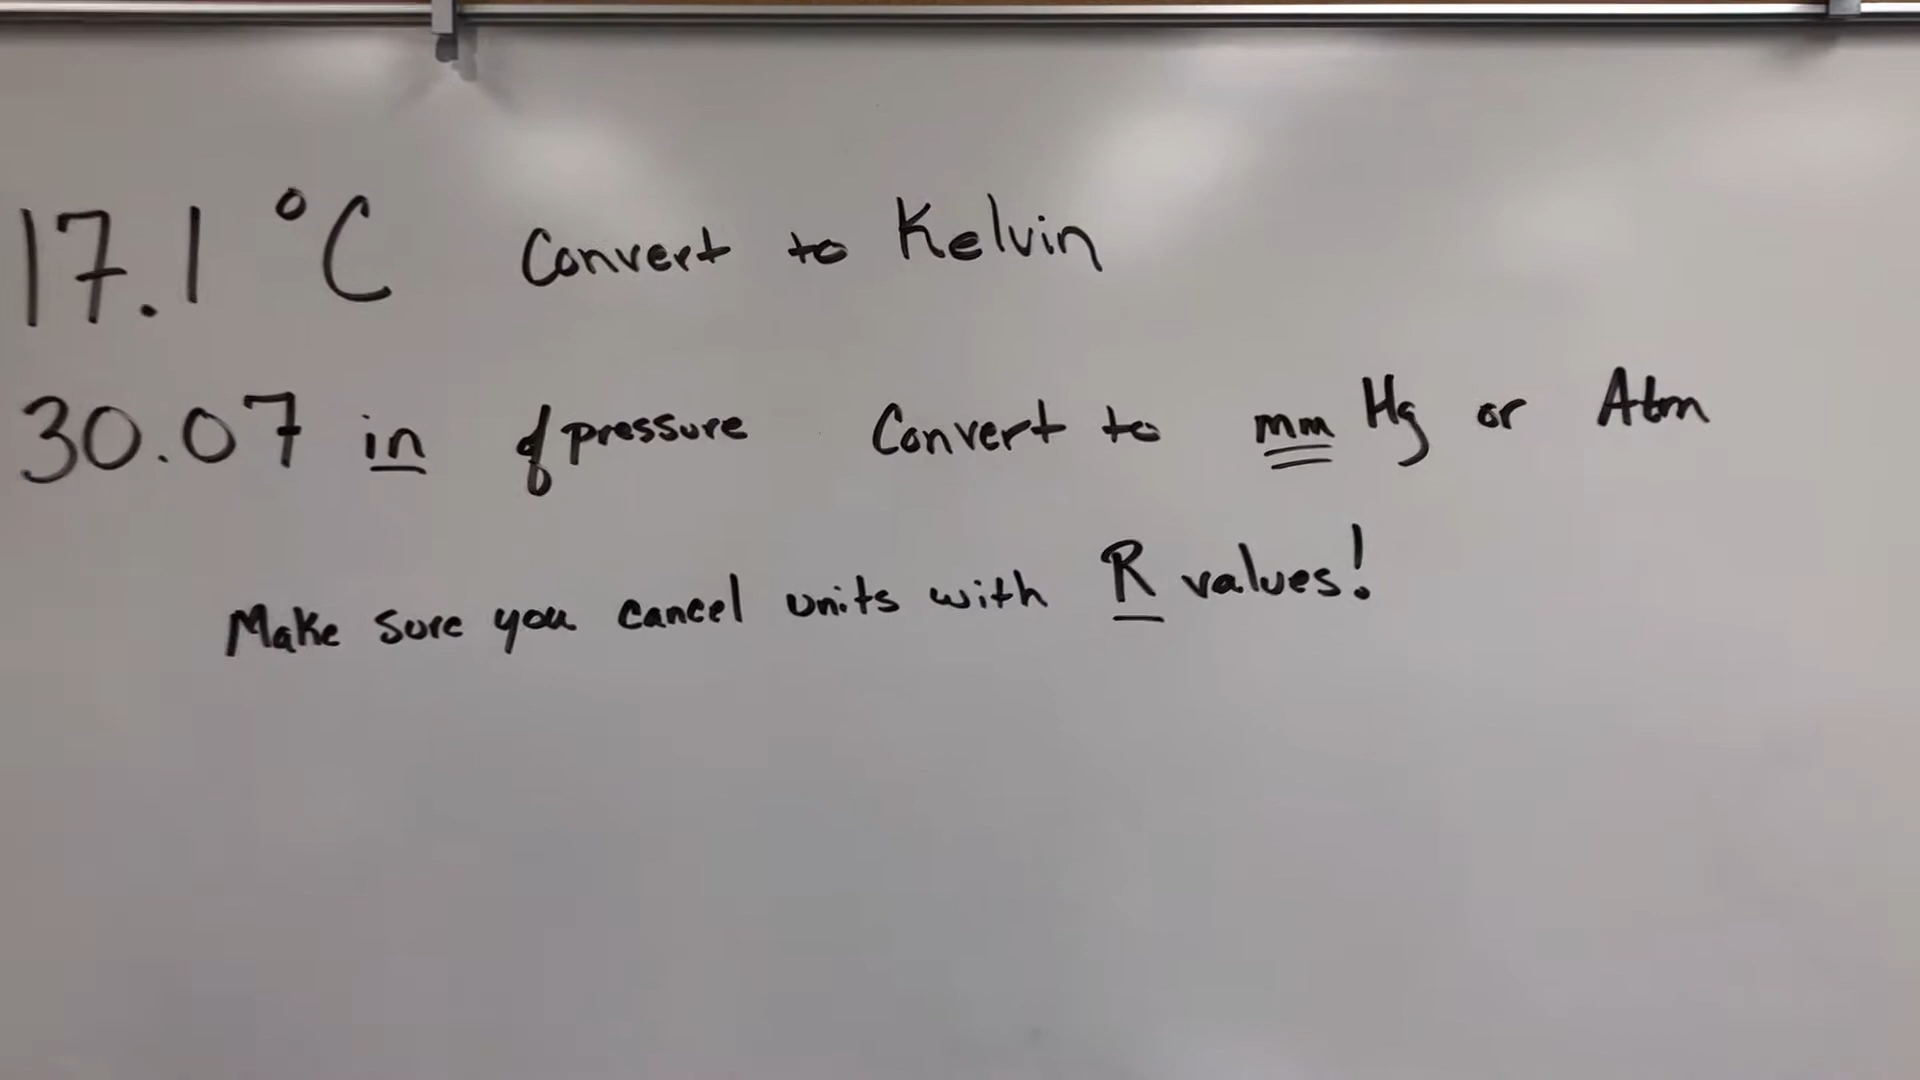 17.1 °C Convert to Kelvin
30.07 in of pressure Convert to mm Hg or Atm
Make sure you cancel units with R values!